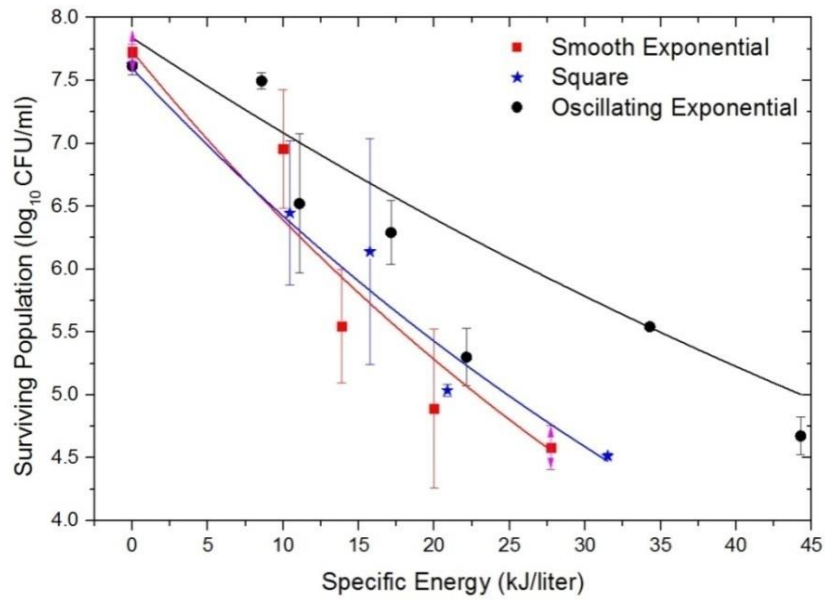 8.0
7.5
7.0
6.5
6.0
5.5
5.0
4.5
4.0
Surviving Population (log10 CFU/ml)
Smooth Exponential
Square
Oscillating Exponential
0 5 10 15 20 25 30 35 40 45
Specific Energy (kJ/liter)